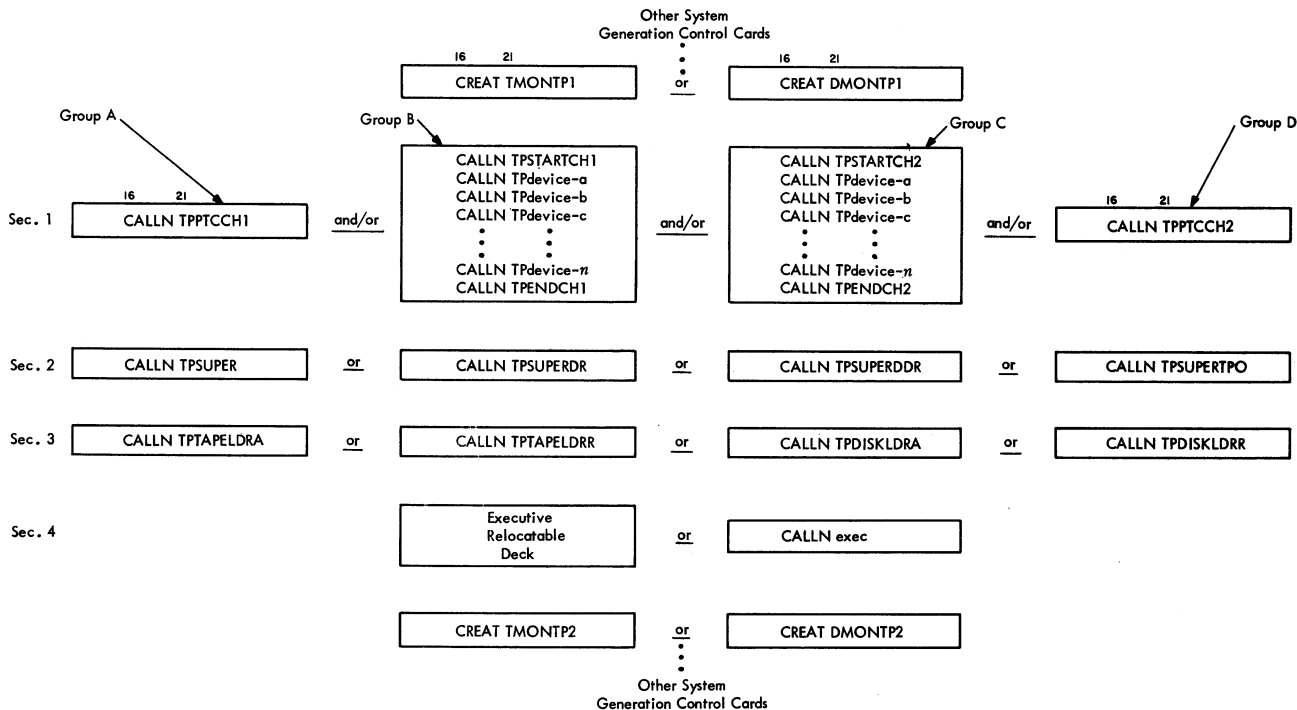 Other System
Generation Control Cards
16 21
CREAT TMONTP1
or
16 21
CREAT DMONTP1
Group A
Group B
Group C
Group D
Sec. 1
16 21
CALLN TPPTCCH1
and/or
CALLN TPSTARTCH1
CALLN TPdevice-a
CALLN TPdevice-b
CALLN TPdevice-c
CALLN TPdevice-n
CALLN TPENDCH1
and/or
CALLN TPSTARTCH2
CALLN TPdevice-a
CALLN TPdevice-b
CALLN TPdevice-c
CALLN TPdevice-n
CALLN TPENDCH2
and/or
16 21
CALLN TPPTCCH2
Sec. 2
CALLN TPSUPER
or
CALLN TPSUPERDR
or
CALLN TPSUPERDDR
or
CALLN TPSUPERTPO
Sec. 3
CALLN TPTAPELDRA
or
CALLN TPTAPELDRR
or
CALLN TPDISKLDRA
or
CALLN TPDISKLDRR
Sec. 4
Executive
Relocatable
Deck
or
CALLN exec
CREAT TMONTP2
or
CREAT DMONTP2
Other System
Generation Control Cards